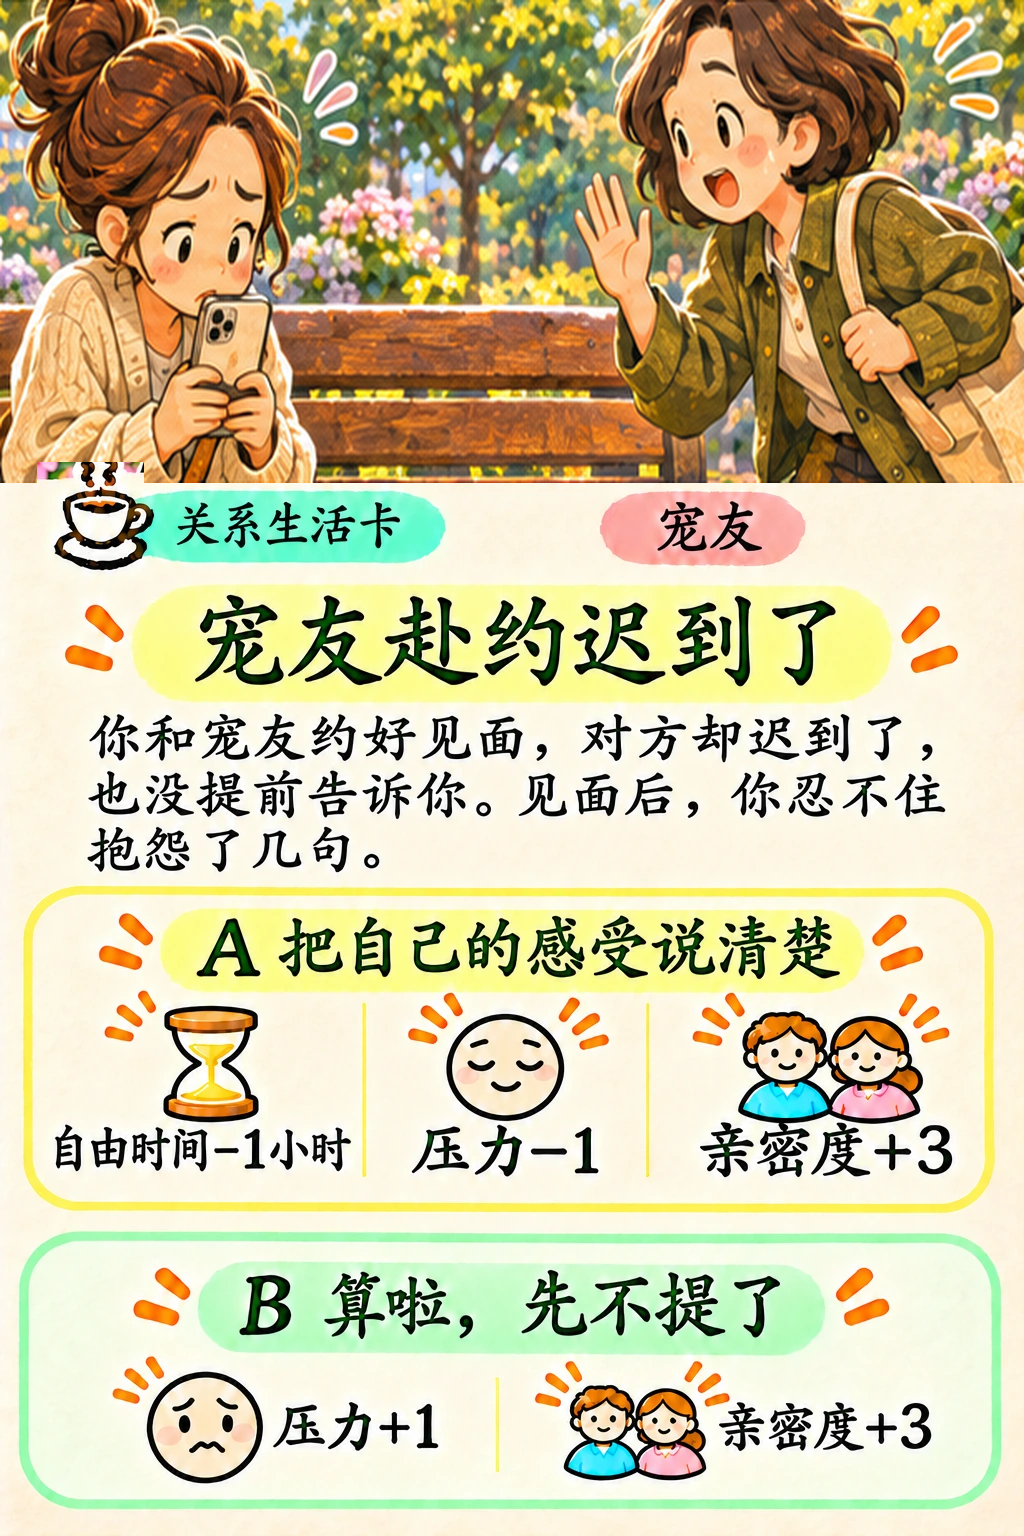 关系生活卡
宠友
宠友赴约迟到了
你和宠友约好见面，对方却迟到了，
也没提前告诉你。见面后，你忍不住
抱怨了几句。
A 把自己的感受说清楚
自由时间-1小时
压力-1
亲密度+3
B 算啦，先不提了
压力+1
亲密度+3